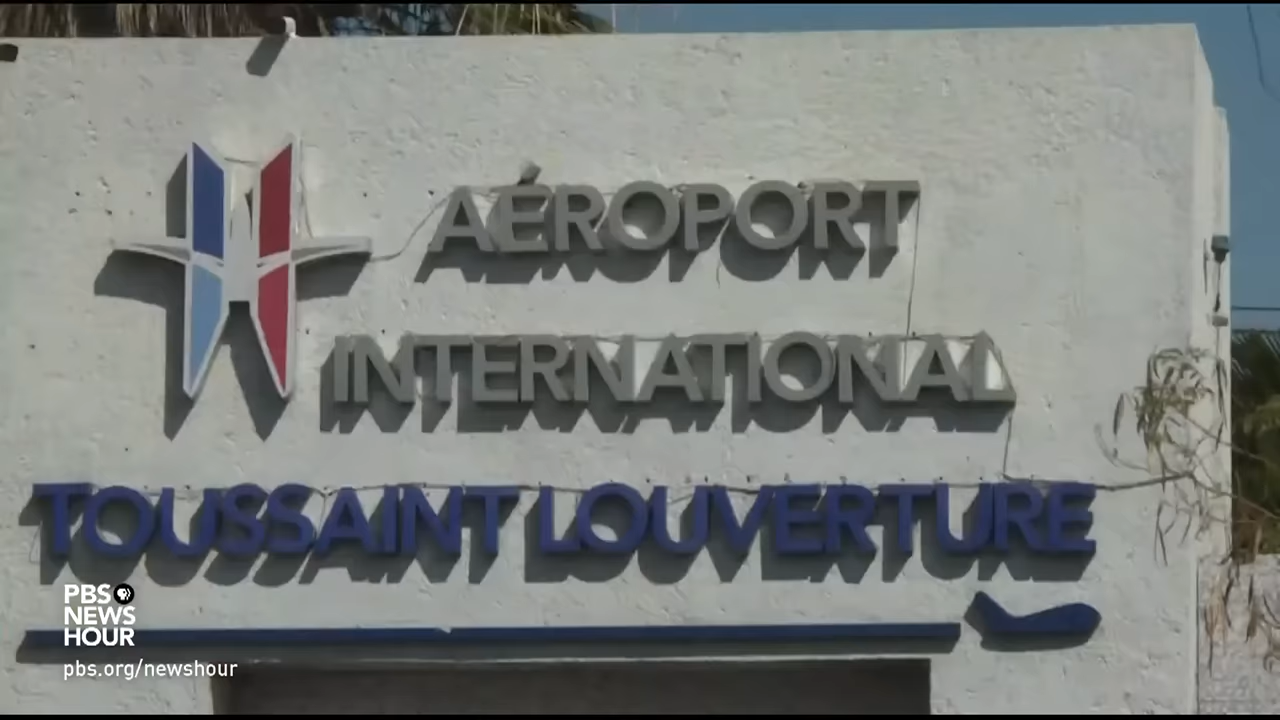 AÉROPORT
INTERNATIONAL
TOUSSAINT LOUVERTURE
PBS
NEWS
HOUR
pbs.org/newshour